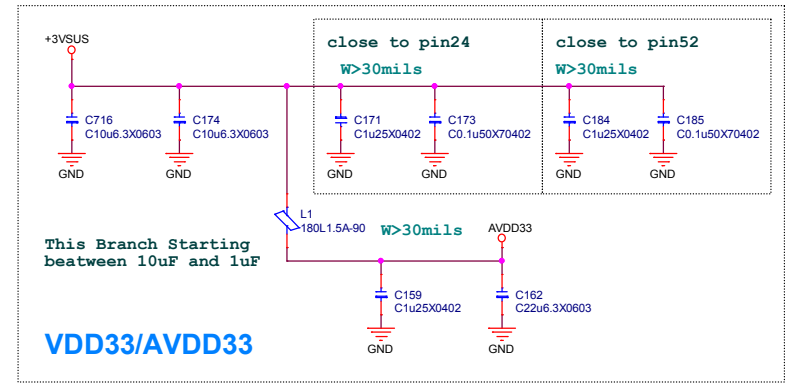 +3VSUS
close to pin24
close to pin52
W>30mils
W>30mils
C716
C10u6.3X0603
C174
C10u6.3X0603
C171
C1u25X0402
C173
C0.1u50X70402
C184
C1u25X0402
C185
C0.1u50X70402
GND
GND
GND
GND
GND
GND
L1
180L1.5A-90
W>30mils
AVDD33
This Branch Starting
beatween 10uF and 1uF
C159
C1u25X0402
C162
C22u6.3X0603
VDD33/AVDD33
GND
GND